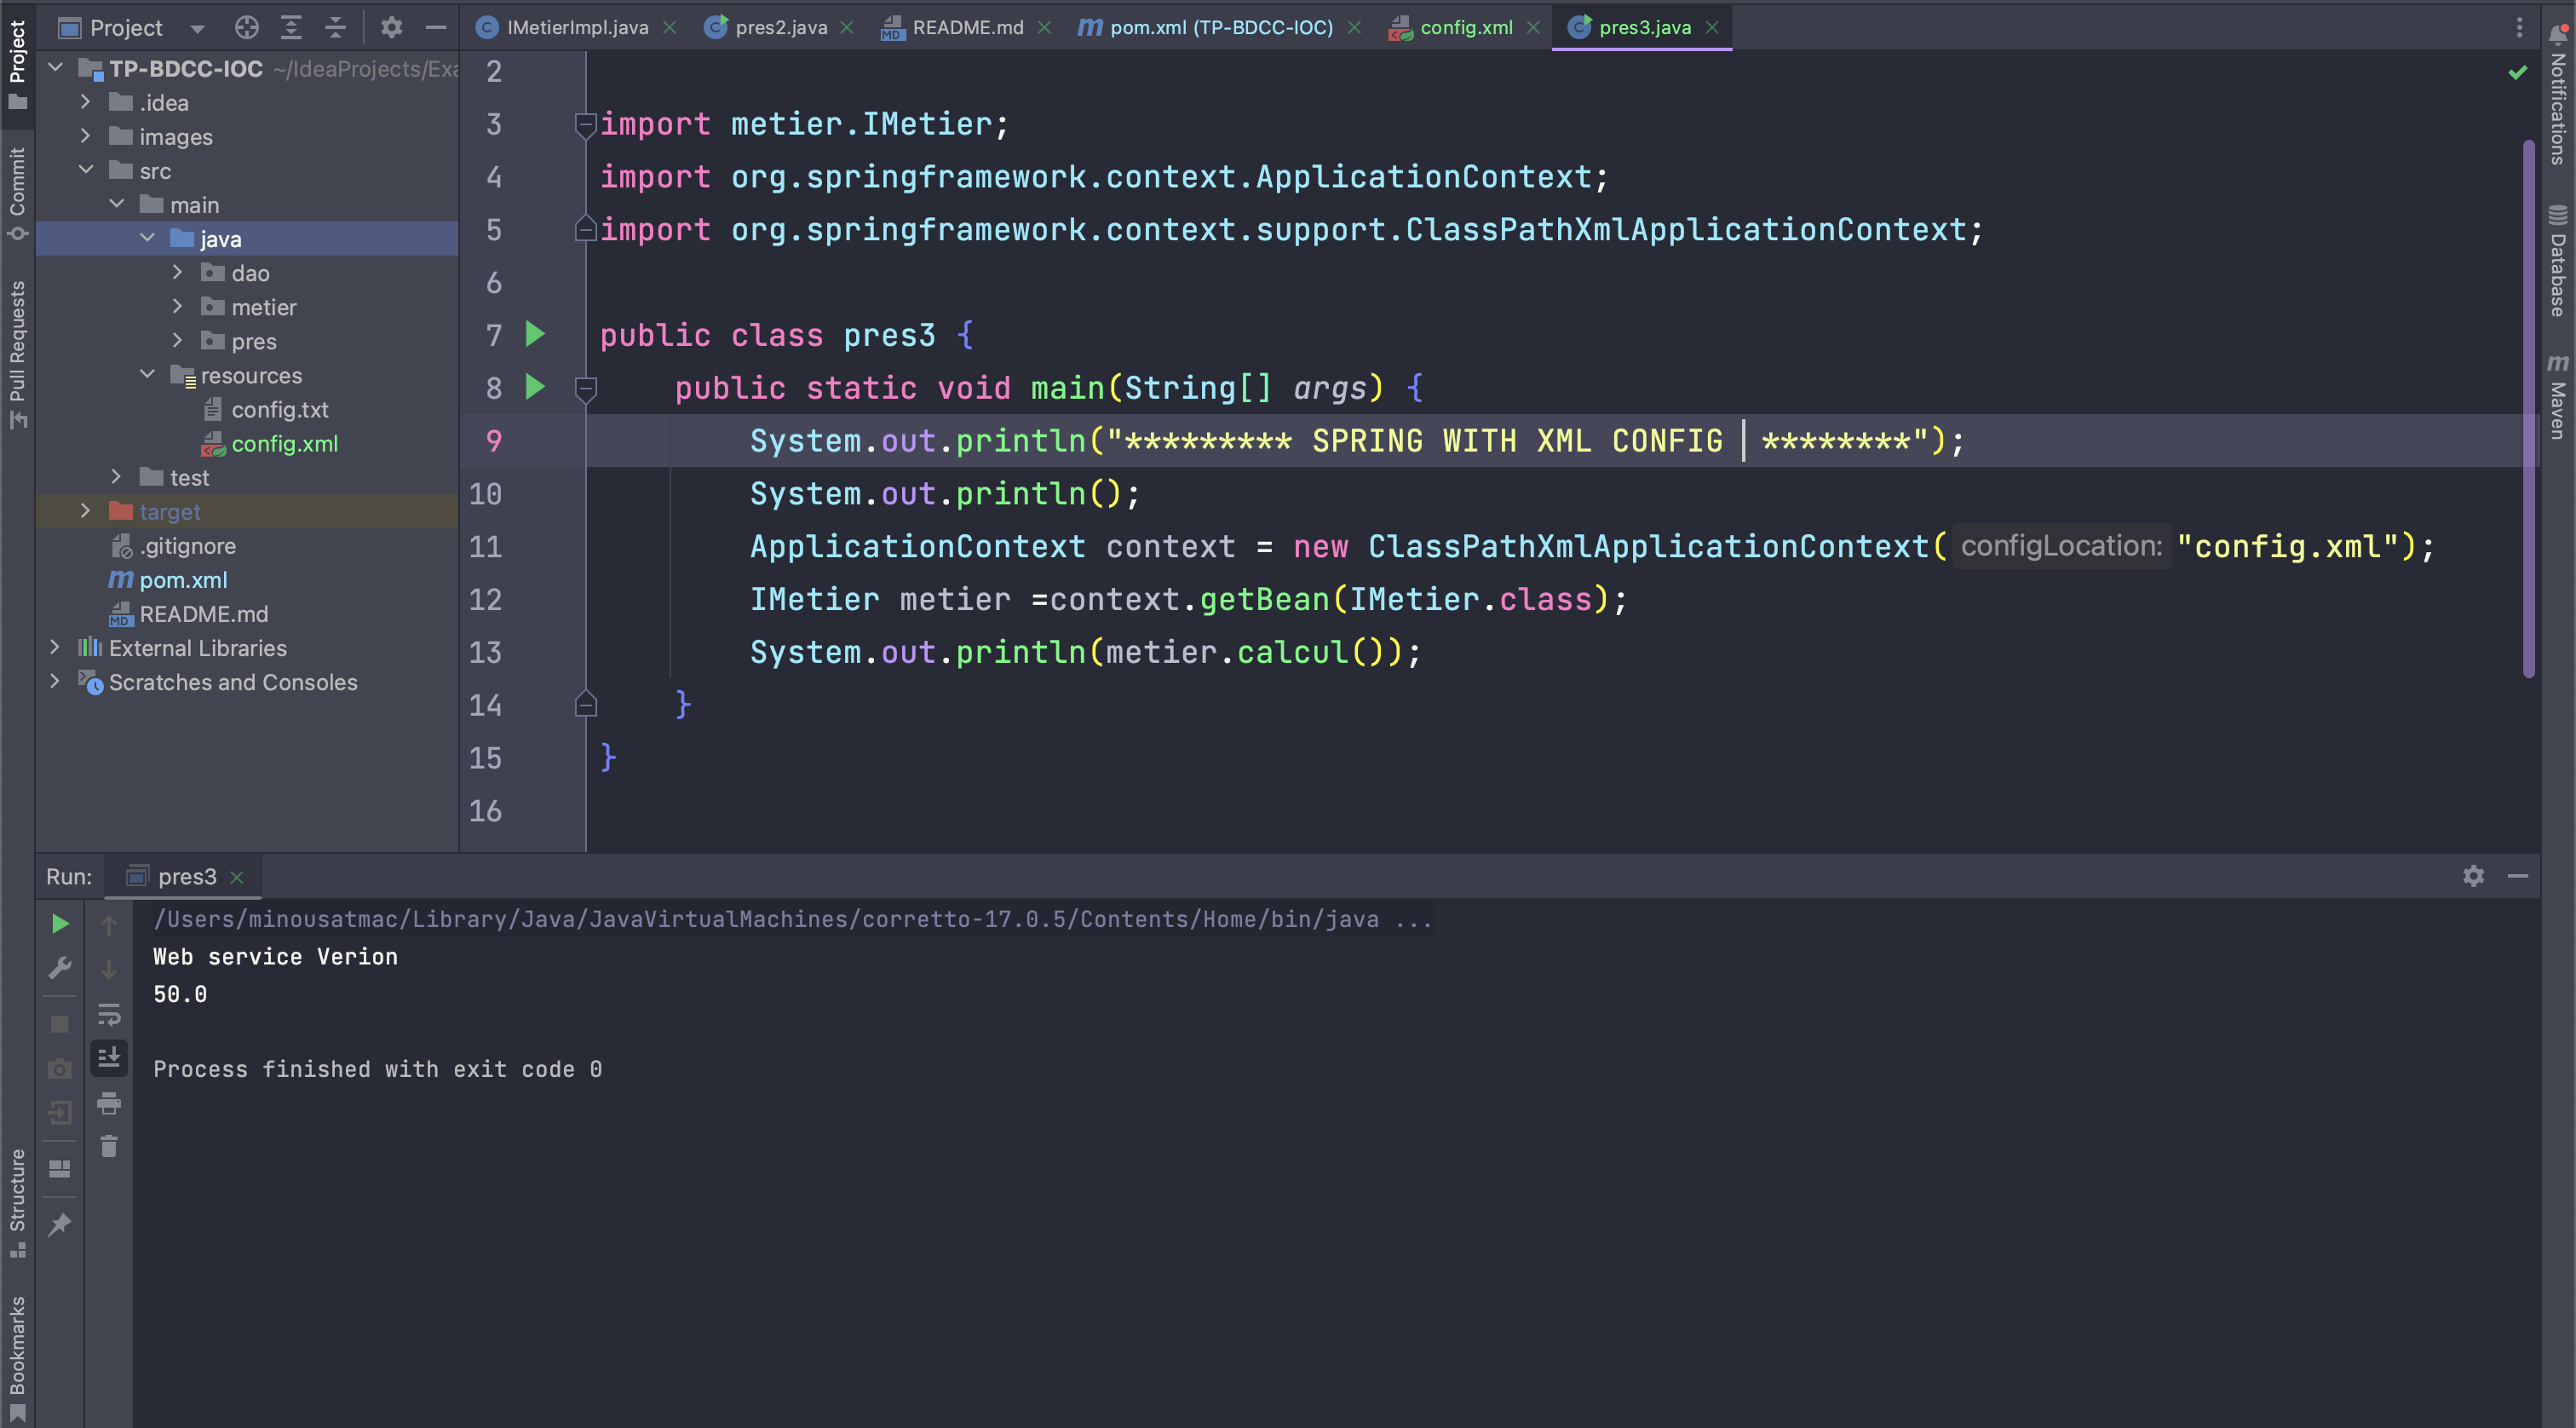 Project
IMetierImpl.java
pres2.java
README.md
pom.xml (TP-BDCC-IOC)
config.xml
pres3.java
Project
Commit
Pull Requests
Structure
Bookmarks
TP-BDCC-IOC ~/IdeaProjects/Exa
.idea
images
src
main
java
dao
metier
pres
resources
config.txt
config.xml
test
target
.gitignore
pom.xml
README.md
External Libraries
Scratches and Consoles
2
3 import metier.IMetier;
4 import org.springframework.context.ApplicationContext;
5 import org.springframework.context.support.ClassPathXmlApplicationContext;
6
7 public class pres3 {
8 public static void main(String[] args) {
9 System.out.println("********* SPRING WITH XML CONFIG  ********");
10 System.out.println();
11 ApplicationContext context = new ClassPathXmlApplicationContext( configLocation: "config.xml");
12 IMetier metier =context.getBean(IMetier.class);
13 System.out.println(metier.calcul());
14 }
15 }
16
Notifications
Database
Maven
Run: pres3
/Users/minousatmac/Library/Java/JavaVirtualMachines/corretto-17.0.5/Contents/Home/bin/java ...
Web service Verion
50.0
Process finished with exit code 0